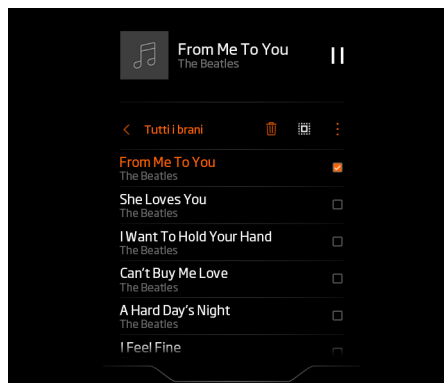 From Me To You
The Beatles
Tutti i brani
From Me To You
The Beatles
She Loves You
The Beatles
I Want To Hold Your Hand
The Beatles
Can't Buy Me Love
The Beatles
A Hard Day's Night
The Beatles
I Feel Fine